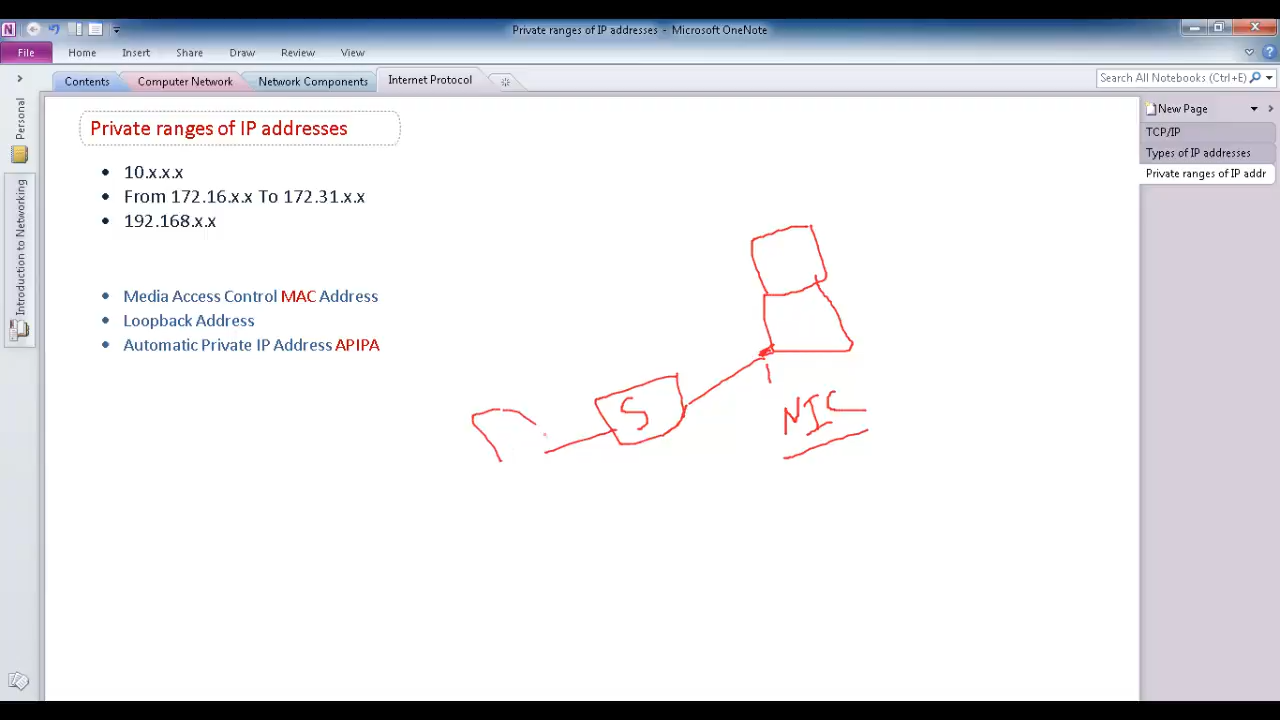 Private ranges of IP addresses - Microsoft OneNote
File Home Insert Share Draw Review View
Contents Computer Network Network Components Internet Protocol
Search All Notebooks (Ctrl+E)
Personal
Introduction to Networking
New Page
TCP/IP
Types of IP addresses
Private ranges of IP addr
Private ranges of IP addresses
• 10.x.x.x
• From 172.16.x.x To 172.31.x.x
• 192.168.x.x
• Media Access Control MAC Address
• Loopback Address
• Automatic Private IP Address APIPA
S
NIC